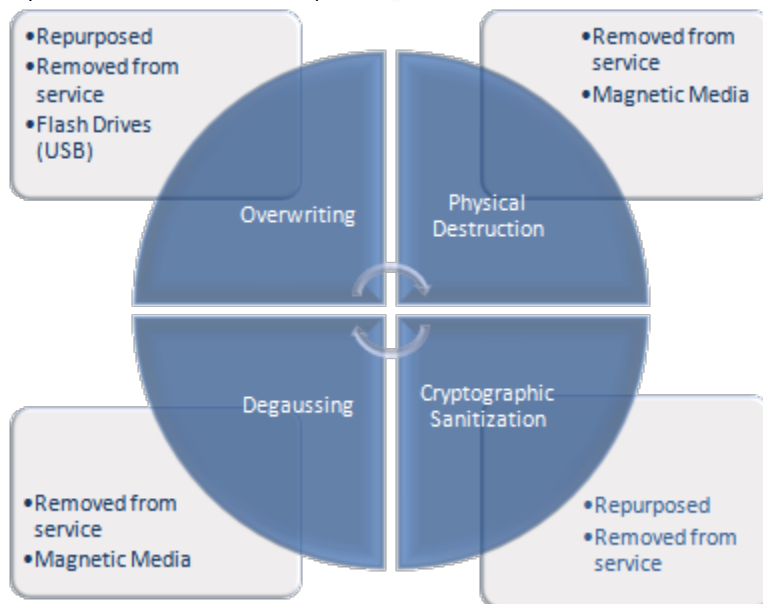 •Repurposed
•Removed from
service
•Flash Drives
(USB)
•Removed from
service
•Magnetic Media
Overwriting
Physical
Destruction
Degaussing
Cryptographic
Sanitization
•Removed from
service
•Magnetic Media
•Repurposed
•Removed from
service